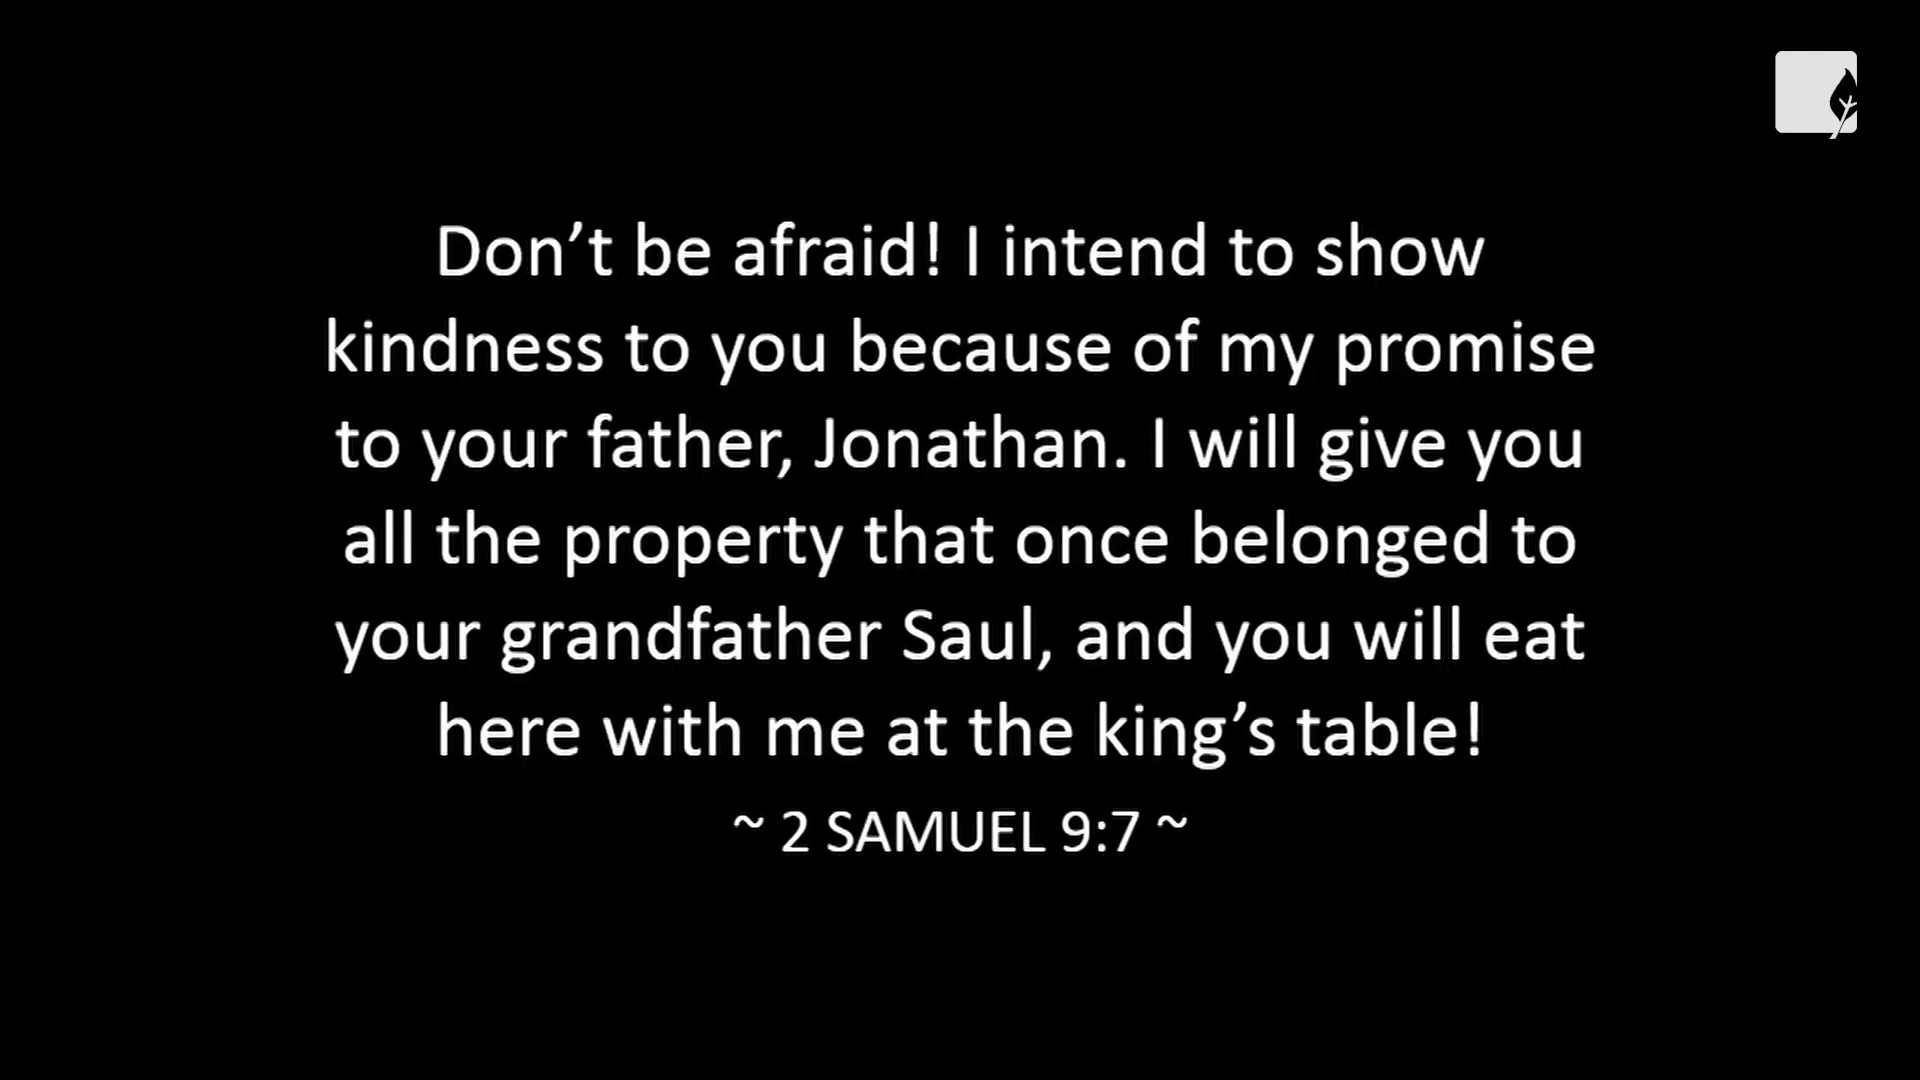 Don’t be afraid! I intend to show
kindness to you because of my promise
to your father, Jonathan. I will give you
all the property that once belonged to
your grandfather Saul, and you will eat
here with me at the king’s table!
~ 2 SAMUEL 9:7 ~